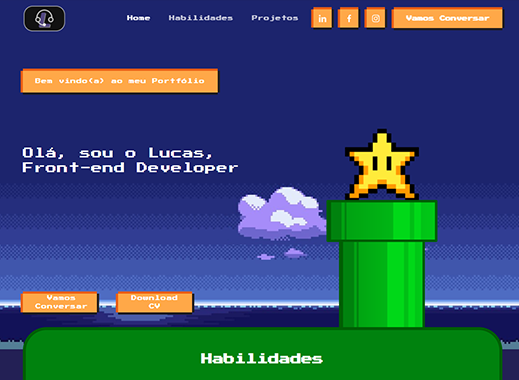 Home
Habilidades
Projetos
in
f
Vamos Conversar
Bem vindo(a) ao meu Portfólio
Olá, sou o Lucas,
Front-end Developer
Vamos
Conversar
Download
CV
Habilidades